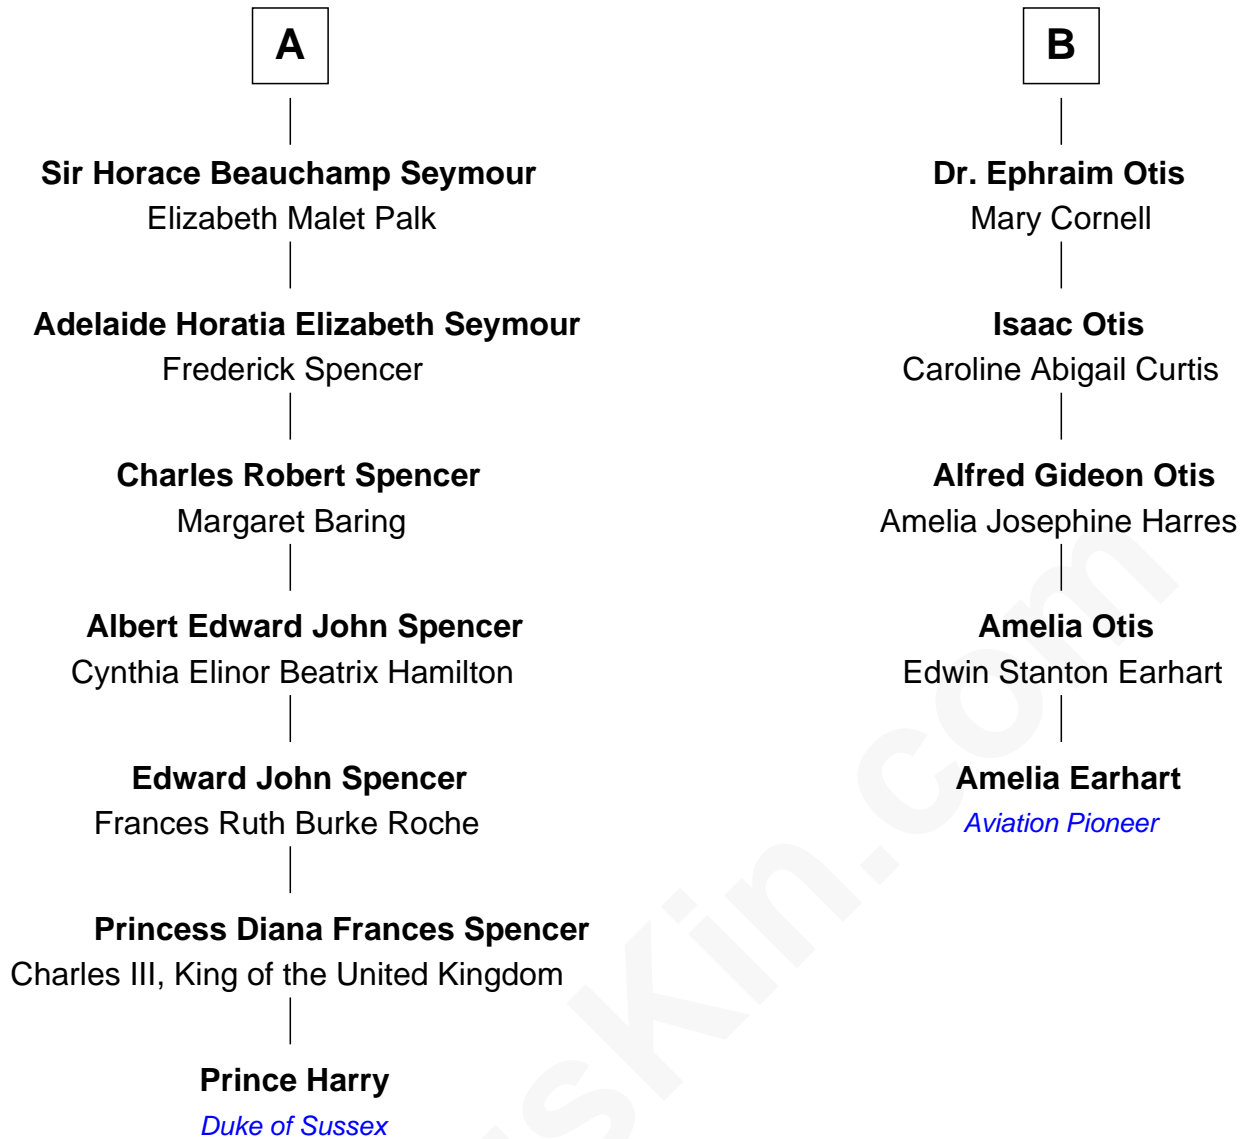 A
Sir Horace Beauchamp Seymour
Elizabeth Malet Palk
Adelaide Horatia Elizabeth Seymour
Frederick Spencer
Charles Robert Spencer
Margaret Baring
Albert Edward John Spencer
Cynthia Elinor Beatrix Hamilton
Edward John Spencer
Frances Ruth Burke Roche
Princess Diana Frances Spencer
Charles III, King of the United Kingdom
Prince Harry
Duke of Sussex
B
Dr. Ephraim Otis
Mary Cornell
Isaac Otis
Caroline Abigail Curtis
Alfred Gideon Otis
Amelia Josephine Harres
Amelia Otis
Edwin Stanton Earhart
Amelia Earhart
Aviation Pioneer